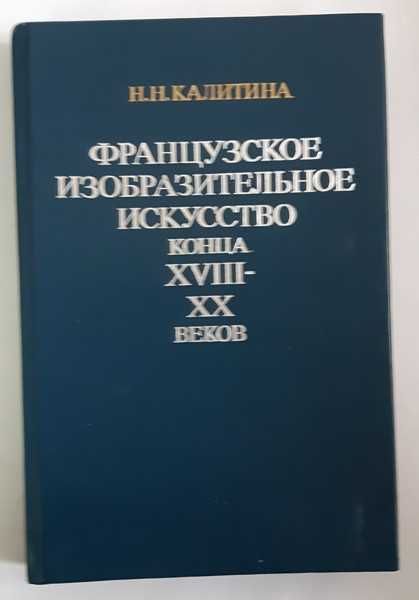 Н.Н.КАЛИТИНА
ФРАНЦУЗСКОЕ
ИЗОБРАЗИТЕЛЬНОЕ
ИСКУССТВО
КОНЦА
XVIII-
XX
ВЕКОВ